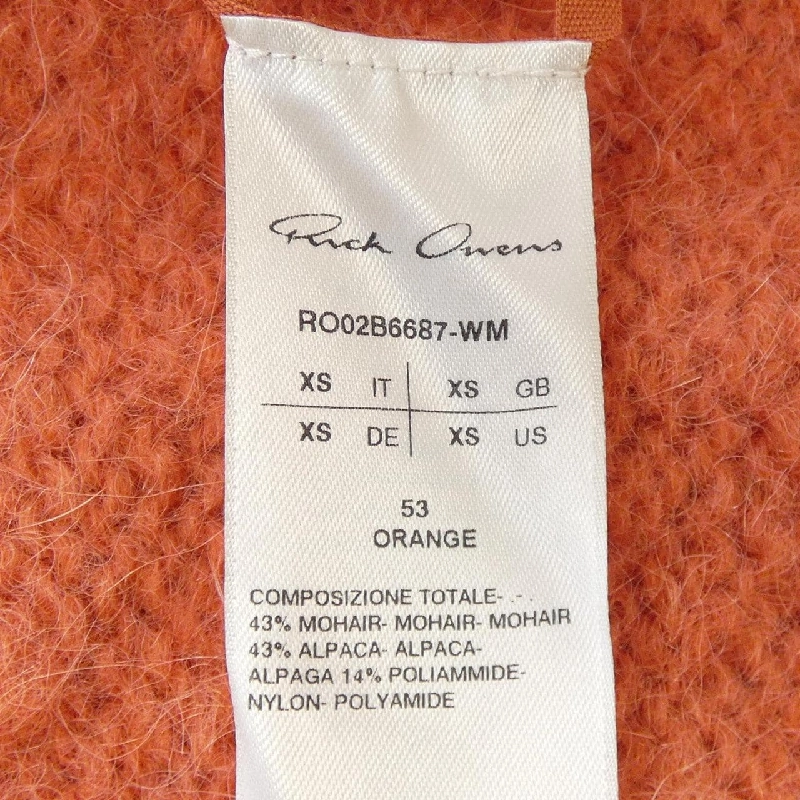 Rick Owens
RO02B6687-WM
XS IT XS GB
XS DE XS US
53
ORANGE
COMPOSIZIONE TOTALE- .-.
43% MOHAIR- MOHAIR- MOHAIR
43% ALPACA- ALPACA-
ALPAGA 14% POLIAMMIDE-
NYLON- POLYAMIDE